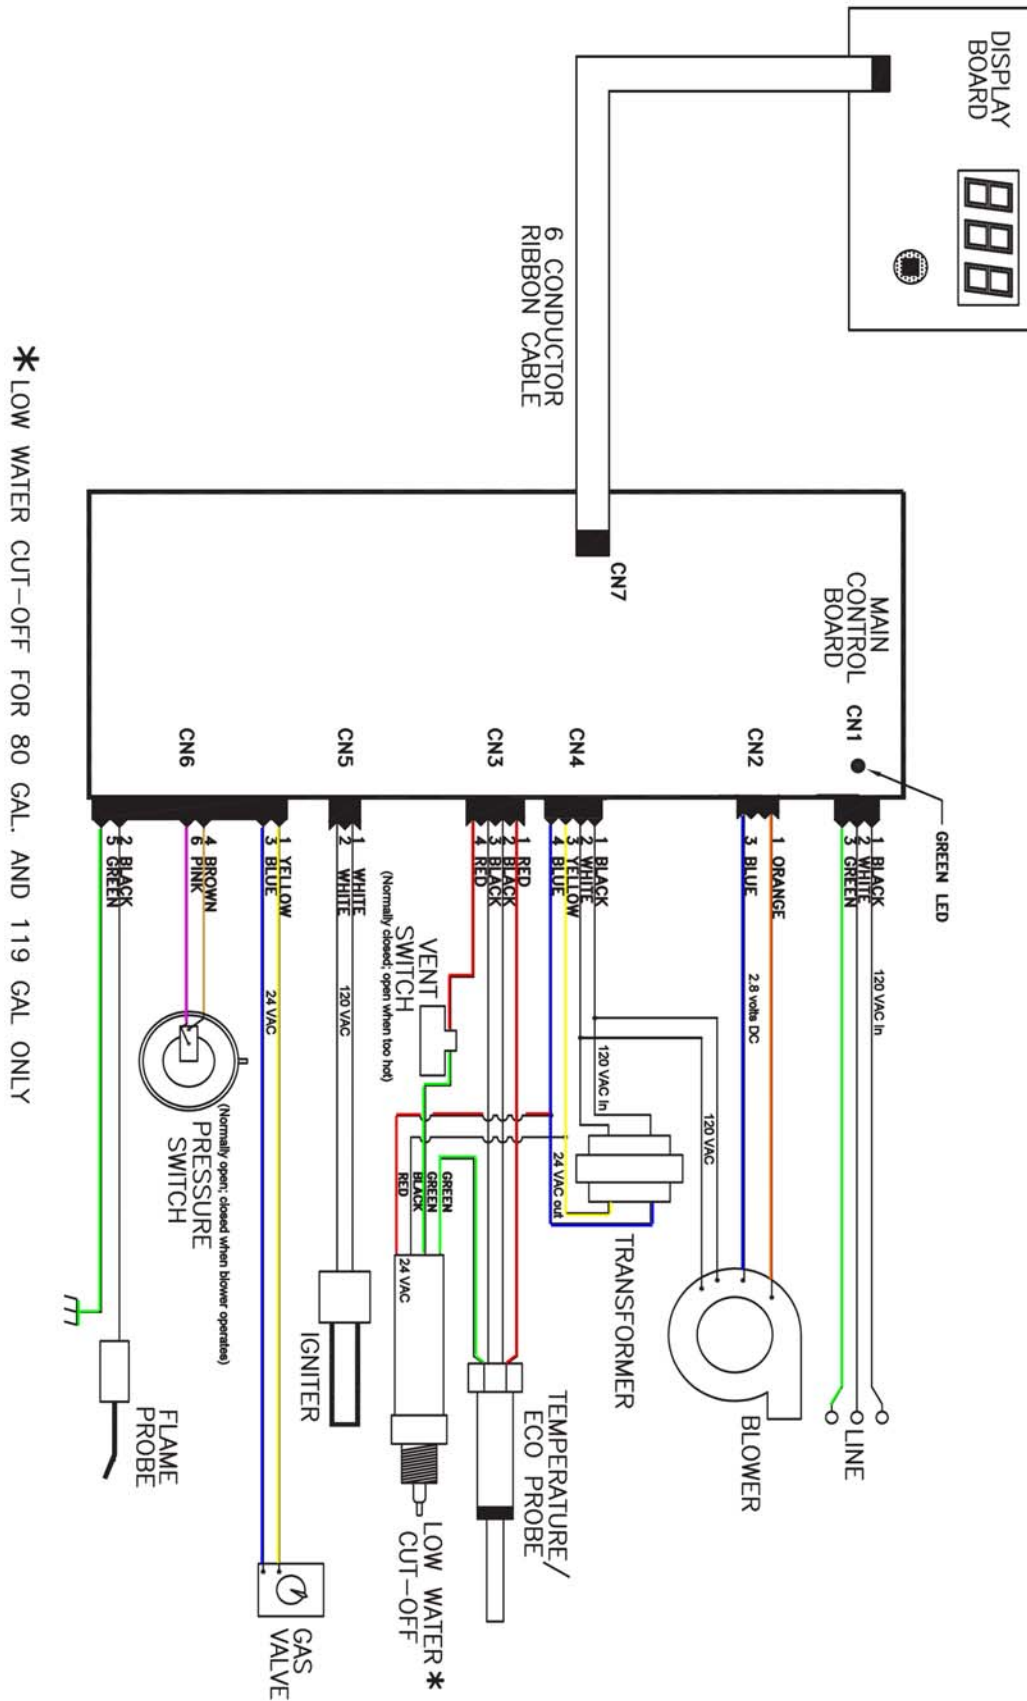 DISPLAY
BOARD
888
6 CONDUCTOR
RIBBON CABLE
MAIN
CONTROL
BOARD
CN7
CN1
GREEN LED
1 BLACK
2 WHITE
3 GREEN
120 VAC In
LINE
CN2
1 ORANGE
3 BLUE
2.8 volts DC
120 VAC
BLOWER
CN4
1 BLACK
2 WHITE
3 YELLOW
4 BLUE
120 VAC In
24 VAC out
TRANSFORMER
CN3
1 RED
2 BLACK
3 BLACK
4 RED
TEMPERATURE/
ECO PROBE
VENT
SWITCH
(Normally closed; open when too hot)
GREEN
GREEN
BLACK
RED
24 VAC
LOW WATER *
CUT-OFF
CN5
1 WHITE
2 WHITE
120 VAC
IGNITER
CN6
1 YELLOW
3 BLUE
24 VAC
GAS
VALVE
4 BROWN
6 PINK
(Normally open; closed when blower operates)
PRESSURE
SWITCH
2 BLACK
5 GREEN
FLAME
PROBE
* LOW WATER CUT-OFF FOR 80 GAL. AND 119 GAL ONLY